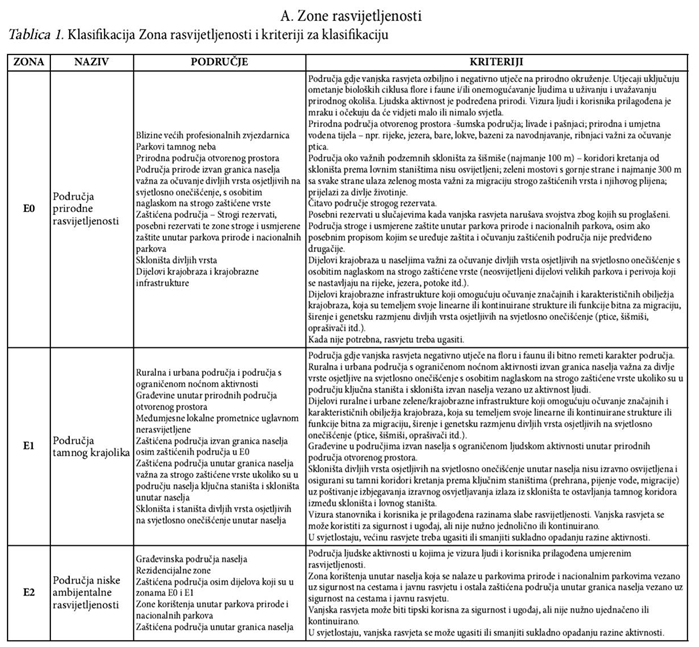 A. Zone rasvijetljenosti
Tablica 1. Klasifikacija Zona rasvijetljenosti i kriteriji za klasifikaciju
ZONA
NAZIV
PODRUČJE
KRITERIJI
E0
Područja
prirodne
rasvijetljenosti
Blizine većih profesionalnih zvjezdarnica
Parkovi tamnog neba
Prirodna područja otvorenog prostora
Područja prirode izvan granica naselja
važna za očuvanje divljih vrsta osjetljivih na
svjetlosno onečišćenje, s osobitim
naglaskom na strogo zaštićene vrste
Zaštićena područja – Strogi rezervati,
posebni rezervati te zone stroge i usmjerene
zaštite unutar parkova prirode i nacionalnih
parkova
Skloništa divljih vrsta
Dijelovi krajobraza i krajobrazne
infrastrukture
Područja gdje vanjska rasvjeta ozbiljno i negativno utječe na prirodno okruženje. Utjecaji uključuju
ometanje bioloških ciklusa flore i faune i/ili onemogućavanje ljudima u uživanju i uvažavanju
prirodnog okoliša. Ljudska aktivnost je podređena prirodi. Vizura ljudi i korisnika prilagođena je
mraku i očekuju da će vidjeti malo ili nimalo svjetla.
Prirodna područja otvorenog prostora -šumska područja; livade i pašnjaci; prirodna i umjetna
vodena tijela – npr. rijeke, jezera, bare, lokve, bazeni za navodnjavanje, ribnjaci važni za očuvanje
ptica.
Područja oko važnih podzemnih skloništa za šišmiše (najmanje 100 m) – koridori kretanja od
skloništa prema lovnim staništima nisu osvijetljeni; zeleni mostovi s gornje strane i najmanje 300 m
sa svake strane ulaza zelenog mosta važni za migraciju strogo zaštićenih vrsta i njihovog plijena;
prijelazi za divlje životinje.
Čitavo područje strogog rezervata.
Posebni rezervati u slučajevima kada vanjska rasvjeta narušava svojstva zbog kojih su proglašeni.
Područja stroge i usmjerene zaštite unutar parkova prirode i nacionalnih parkova, osim ako
posebnim propisom kojim se uređuje zaštita i očuvanju zaštićenih područja nije predviđeno
drugačije.
Dijelovi krajobraza u naseljima važni za očuvanje divljih vrsta osjetljivih na svjetlosno onečišćenje s
osobitim naglaskom na strogo zaštićene vrste (neosvijetljeni dijelovi velikih parkova i perivoja koji
se nastavljaju na rijeke, jezera, potoke itd.).
Dijelovi krajobrazne infrastrukture koji omogućuju očuvanje značajnih i karakterističnih obilježja
krajobraza, koja su temeljem svoje linearne ili kontinuirane strukture ili funkcije bitna za migraciju,
širenje i genetsku razmjenu divljih vrsta osjetljivih na svjetlosno onečišćenje (ptice, šišmiši,
oprašivači itd.).
Kada nije potrebna, rasvjetu treba ugasiti.
E1
Područja
tamnog krajolika
Ruralna i urbana područja i područja s
ograničenom noćnom aktivnosti
Građevine unutar prirodnih područja
otvorenog prostora
Međumjesne lokalne prometnice uglavnom
nerasvijetljene
Zaštićena područja izvan granica naselja
osim zaštićenih područja u E0
Zaštićena područja unutar granica naselja
važna za strogo zaštićene vrste ukoliko su u
području naselja ključna staništa i skloništa
unutar naselja
Skloništa i staništa divljih vrsta osjetljivih
na svjetlosno onečišćenje unutar naselja
Područja gdje vanjska rasvjeta negativno utječe na floru i faunu ili bitno remeti karakter područja.
Ruralna i urbana područja s ograničenom noćnom aktivnosti izvan granica naselja važna za divlje
vrste osjetljive na svjetlosno onečišćenje s osobitim naglaskom na strogo zaštićene vrste ukoliko su u
području ključna staništa i skloništa izvan naselja vezano uz aktivnost ljudi.
Dijelovi ruralne i urbane zelene/krajobrazne infrastrukture koji omogućuju očuvanje značajnih i
karakterističnih obilježja krajobraza, koja su temeljem svoje linearne ili kontinuirane strukture ili
funkcije bitna za migraciju, širenje i genetsku razmjenu divljih vrsta osjetljivih na svjetlosno
onečišćenje (ptice, šišmiši, oprašivači itd.).
Građevine u područjima izvan naselja s ograničenom ljudskom aktivnosti unutar prirodnih
područja otvorenog prostora.
Skloništa divljih vrsta osjetljivih na svjetlosno onečišćenje unutar naselja nisu izravno osvijetljena i
osigurani su tamni koridori kretanja prema ključnim staništima (prehrana, pijenje vode, migracije)
uz poštivanje izbjegavanja izravnog osvjetljavanja izlaza iz skloništa te ostavljanja tamnog koridora
između skloništa i lovnog staništa.
Vizura stanovnika i korisnika je prilagođena razinama slabe rasvijetljenosti. Vanjska rasvjeta se
može koristiti za sigurnost i ugođaj, ali nije nužno jednolično ili kontinuirano.
U svjetlostaju, većinu rasvjete treba ugasiti ili smanjiti sukladno opadanju razine aktivnosti.
E2
Područja niske
ambijentalne
rasvijetljenosti
Građevinska područja naselja
Rezidencijalne zone
Zaštićena područja osim dijelova koji su u
zonama E0 i E1
Zone korištenja unutar parkova prirode i
nacionalnih parkova
Zaštićena područja unutar granica naselja
Područja ljudske aktivnosti u kojima je vizura ljudi i korisnika prilagođena umjerenim
rasvijetljenosti.
Zona korištenja unutar naselja koja se nalaze u parkovima prirode i nacionalnim parkovima vezano
uz sigurnost na cestama i javnu rasvjetu i ostala zaštićena područja unutar granica naselja vezano uz
sigurnost na cestama i javnu rasvjetu.
Vanjska rasvjeta može biti tipski korisna za sigurnost i ugođaj, ali nije nužno ujednačeno ili
kontinuirano.
U svjetlostaju, vanjska rasvjeta se može ugasiti ili smanjiti sukladno opadanju razine aktivnosti.